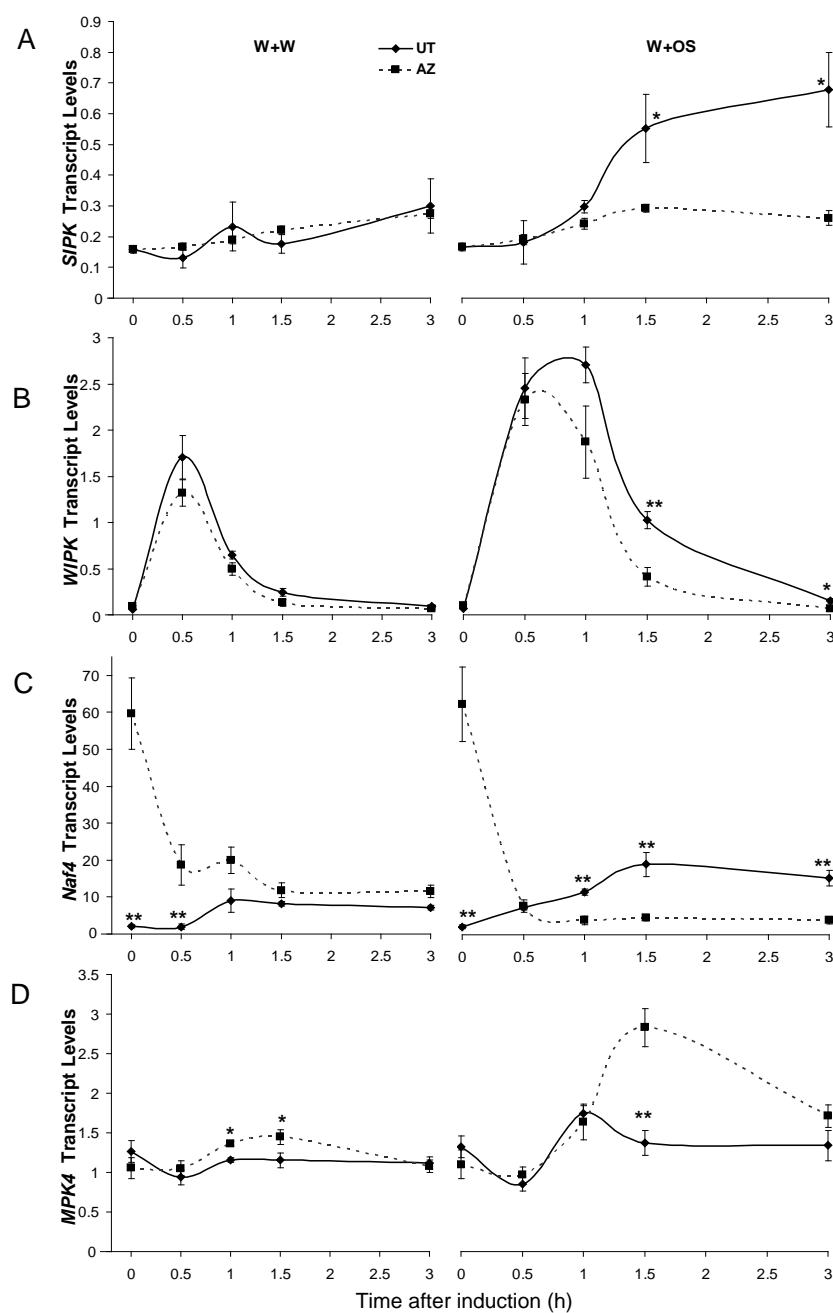 A
W+W
UT
AZ
W+OS
SIPK Transcript Levels
0.9
0.8
0.7
0.6
0.5
0.4
0.3
0.2
0.1
0
*
*
0 0.5 1 1.5 2 2.5 3
0 0.5 1 1.5 2 2.5 3
B
WIPK Transcript Levels
3
2.5
2
1.5
1
0.5
0
**
*
0 0.5 1 1.5 2 2.5 3
0 0.5 1 1.5 2 2.5 3
C
Naf4 Transcript Levels
70
60
50
40
30
20
10
0
** **
** ** ** **
0 0.5 1 1.5 2 2.5 3
0 0.5 1 1.5 2 2.5 3
D
MPK4 Transcript Levels
3.5
3
2.5
2
1.5
1
0.5
0
* *
**
0 0.5 1 1.5 2 2.5 3
0 0.5 1 1.5 2 2.5 3
Time after induction (h)